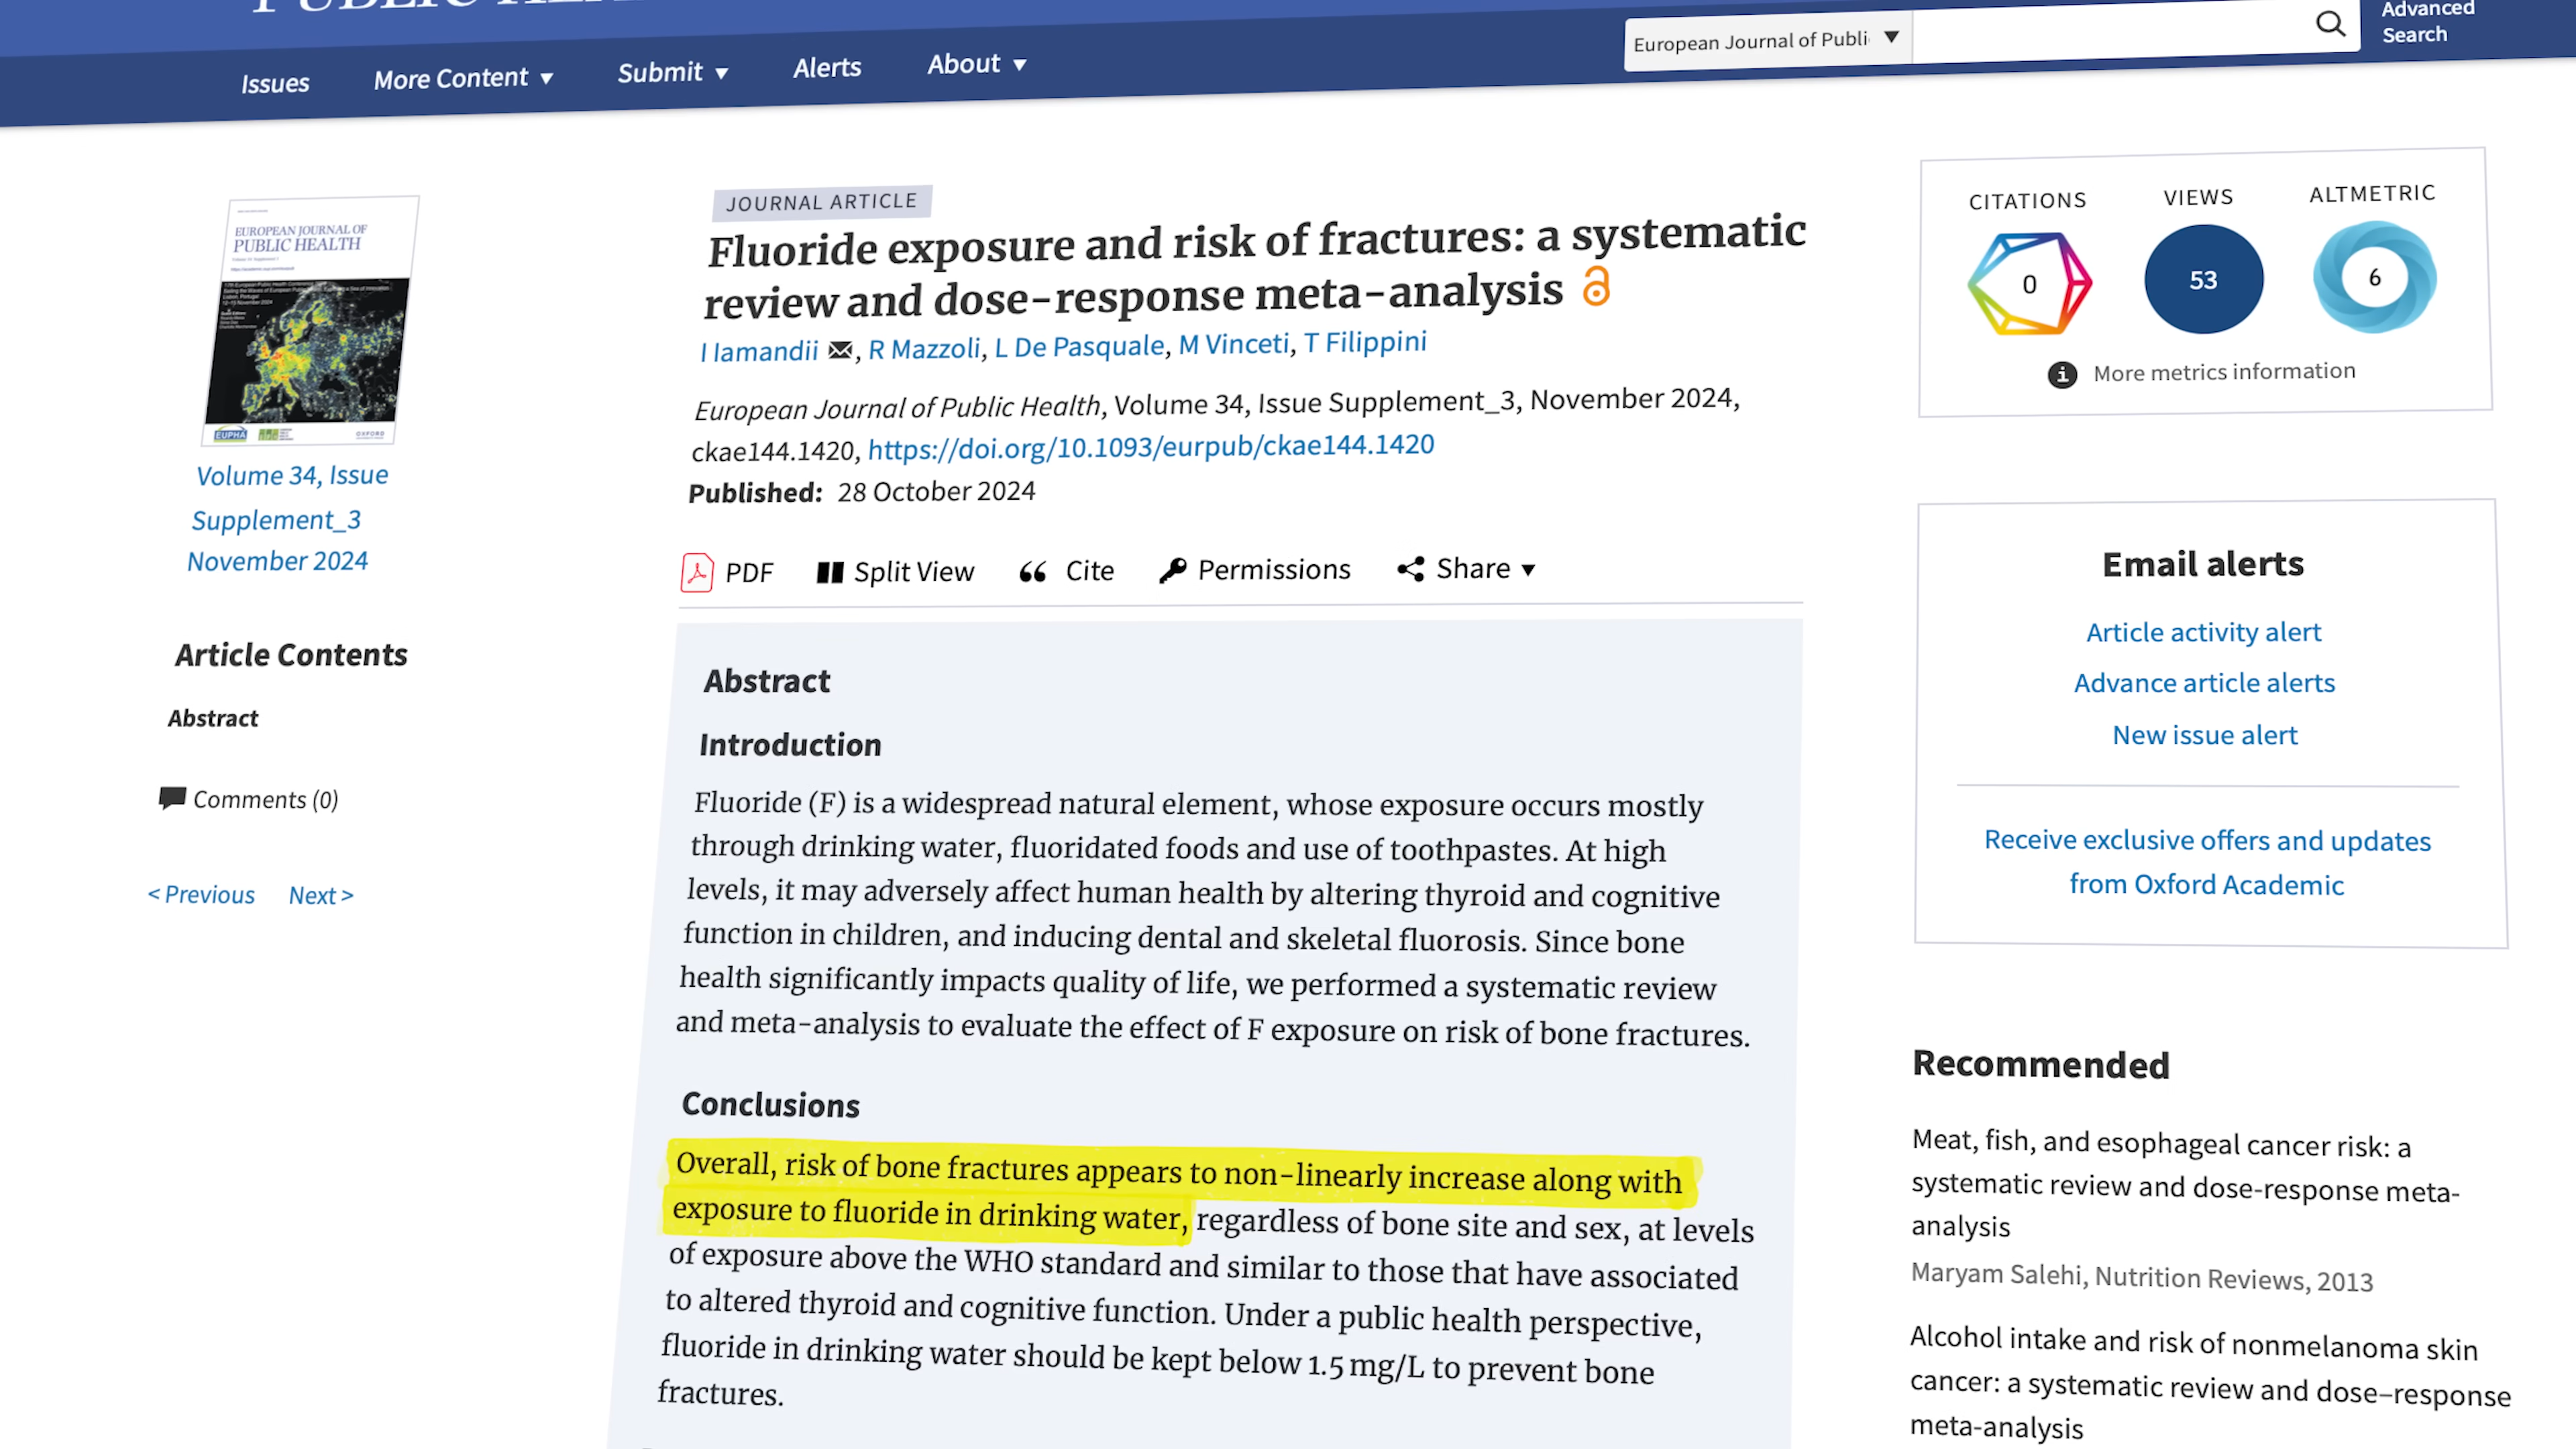 Issues
More Content
Submit
Alerts
About
European Journal of Publi
Advanced
Search
EUROPEAN JOURNAL OF
PUBLIC HEALTH
EUPHA
OXFORD
Volume 34, Issue
Supplement_3
November 2024
Article Contents
Abstract
Comments (0)
< Previous
Next >
JOURNAL ARTICLE
Fluoride exposure and risk of fractures: a systematic
review and dose-response meta-analysis
I Iamandii, R Mazzoli, L De Pasquale, M Vinceti, T Filippini
European Journal of Public Health, Volume 34, Issue Supplement_3, November 2024,
ckae144.1420, https://doi.org/10.1093/eurpub/ckae144.1420
Published: 28 October 2024
PDF
Split View
Cite
Permissions
Share
Abstract
Introduction
Fluoride (F) is a widespread natural element, whose exposure occurs mostly
through drinking water, fluoridated foods and use of toothpastes. At high
levels, it may adversely affect human health by altering thyroid and cognitive
function in children, and inducing dental and skeletal fluorosis. Since bone
health significantly impacts quality of life, we performed a systematic review
and meta-analysis to evaluate the effect of F exposure on risk of bone fractures.
Conclusions
Overall, risk of bone fractures appears to non-linearly increase along with
exposure to fluoride in drinking water, regardless of bone site and sex, at levels
of exposure above the WHO standard and similar to those that have associated
to altered thyroid and cognitive function. Under a public health perspective,
fluoride in drinking water should be kept below 1.5 mg/L to prevent bone
fractures.
CITATIONS
VIEWS
ALTMETRIC
0
53
6
More metrics information
Email alerts
Article activity alert
Advance article alerts
New issue alert
Receive exclusive offers and updates
from Oxford Academic
Recommended
Meat, fish, and esophageal cancer risk: a
systematic review and dose-response meta-
analysis
Maryam Salehi, Nutrition Reviews, 2013
Alcohol intake and risk of nonmelanoma skin
cancer: a systematic review and dose–response
meta-analysis